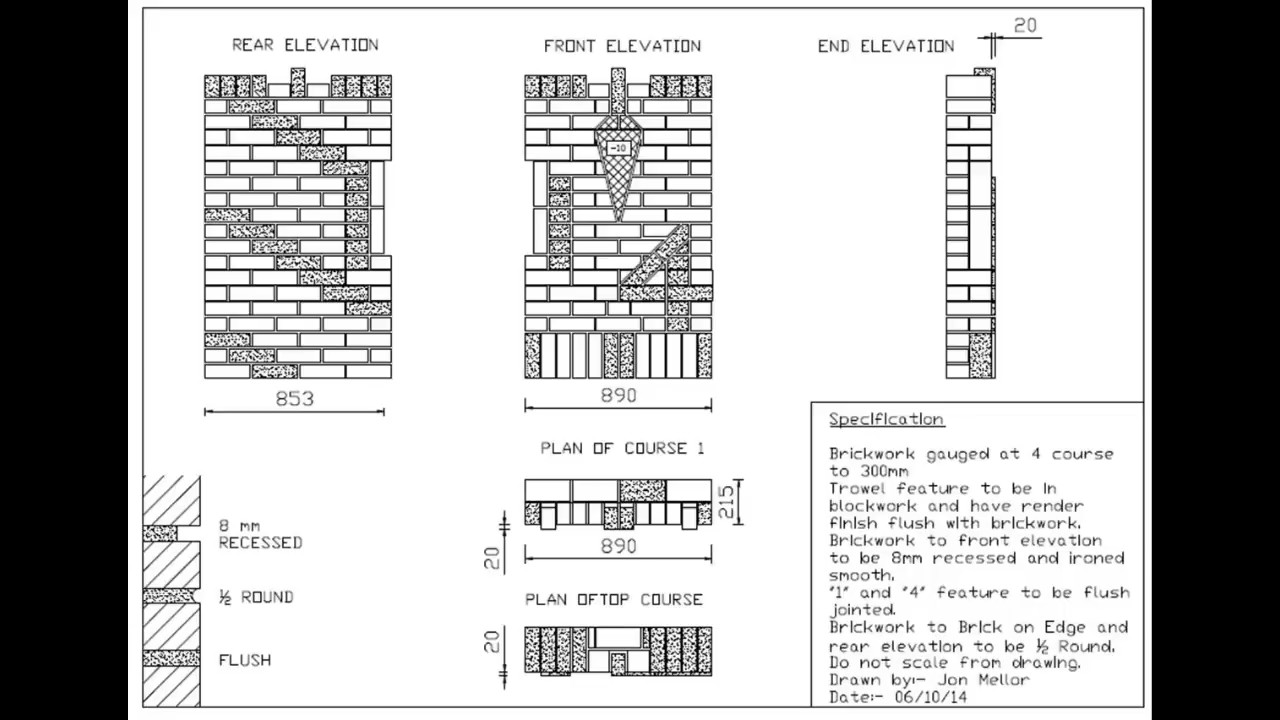 REAR ELEVATION
FRONT ELEVATION
END ELEVATION
20
-10
853
890
PLAN OF COURSE 1
215
20
890
PLAN OFTOP COURSE
20
8 mm
RECESSED
½ ROUND
FLUSH
Specification
Brickwork gauged at 4 course
to 300mm
Trowel feature to be in
blockwork and have render
finish flush with brickwork.
Brickwork to front elevation
to be 8mm recessed and ironed
smooth.
"1" and "4" feature to be flush
jointed.
Brickwork to Brick on Edge and
rear elevation to be ½ Round.
Do not scale from drawing.
Drawn by:- Jon Mellor
Date:- 06/10/14